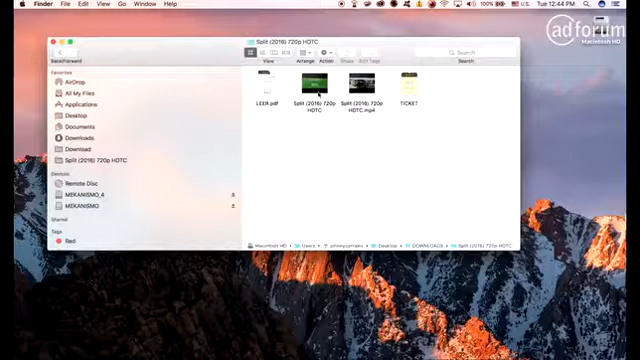 Finder File Edit View Go Window Help
100% U.S. Tue 12:44 PM
adforum
Macintosh HD
Split (2016) 720p HDTC
Back/Forward View Arrange Action Share Edit Tags Search
Search
Favorites
AirDrop
All My Files
Applications
Desktop
Documents
Downloads
Download
Split (2016) 720p HDTC
Devices
Remote Disc
MEKANISMO_4
MEKANISMO
Shared
Tags
Red
LEER.pdf
Split (2016) 720p HDTC
Split (2016) 720p HDTC.mp4
TICKET
Macintosh HD Users Desktop DOWNLOADS Split (2016) 720p HDTC